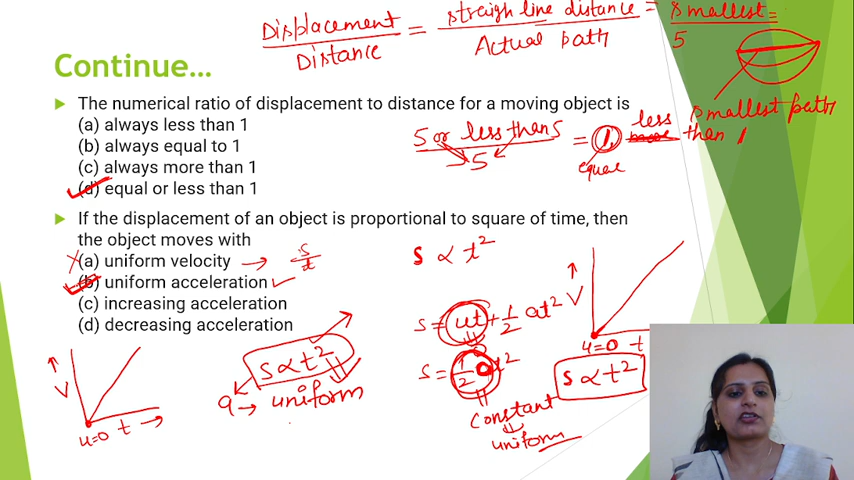 Displacement / Distance = streigh line distance / Actual path = smallest = / 5
Continue...
The numerical ratio of displacement to distance for a moving object is
smallest path
(a) always less than 1
(b) always equal to 1
5 or less than 5 / 5 = 1 less than 1
equal
(c) always more than 1
(d) equal or less than 1
If the displacement of an object is proportional to square of time, then
the object moves with
(a) uniform velocity → s/t
s ∝ t²
(b) uniform acceleration
(c) increasing acceleration
s = ut + 1/2 at²
(d) decreasing acceleration
V
u=0 t
s ∝ t²
s = 1/2 a t²
s ∝ t²
a → uniform
constant
uniform
V
u=0 t →